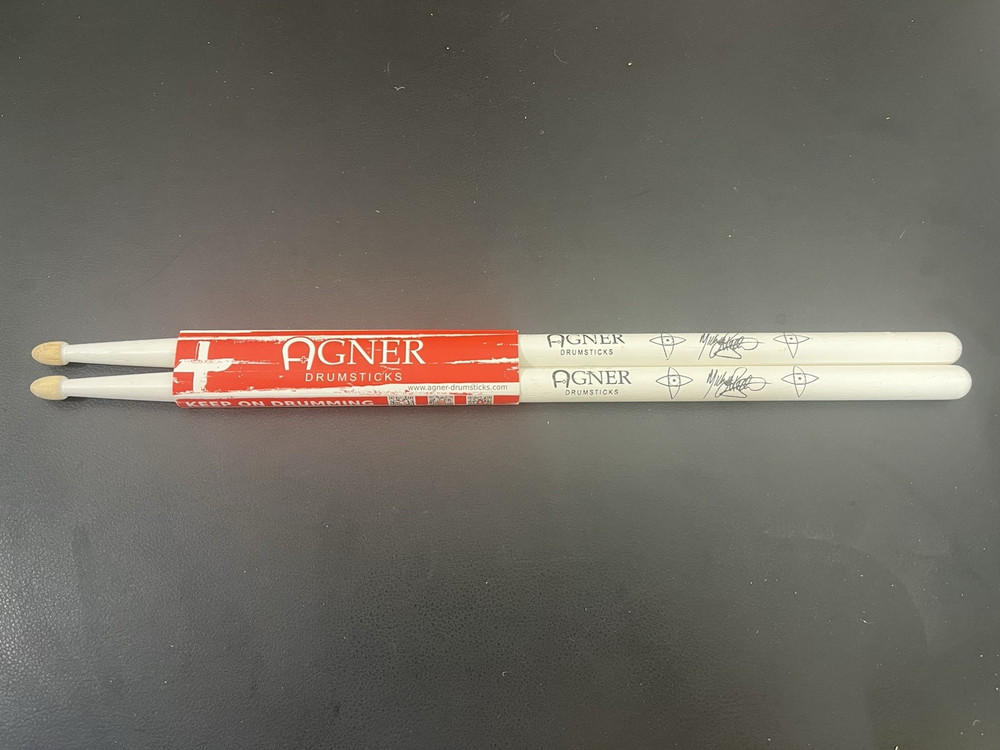 AGNER
DRUMSTICKS
www.agner-drumsticks.com
KEEP ON DRUMMING
AGNER
DRUMSTICKS
AGNER
DRUMSTICKS